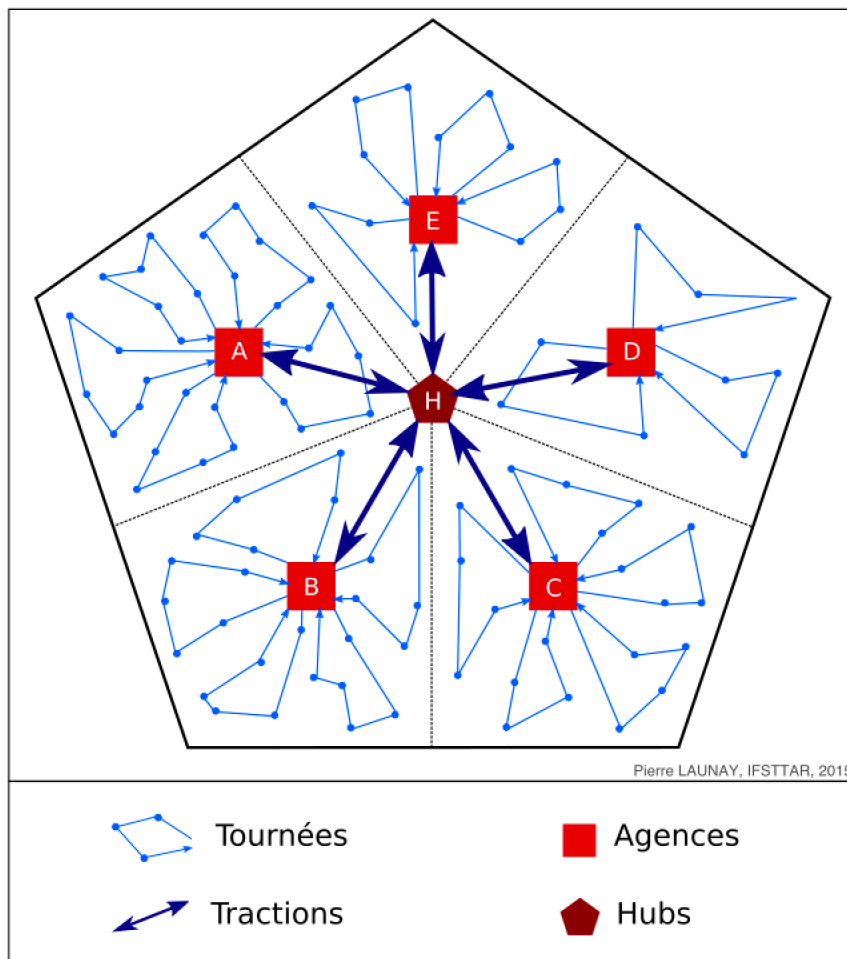 E
A
D
H
B
C
Pierre LAUNAY, IFSTTAR, 2015
Tournées
Agences
Tractions
Hubs